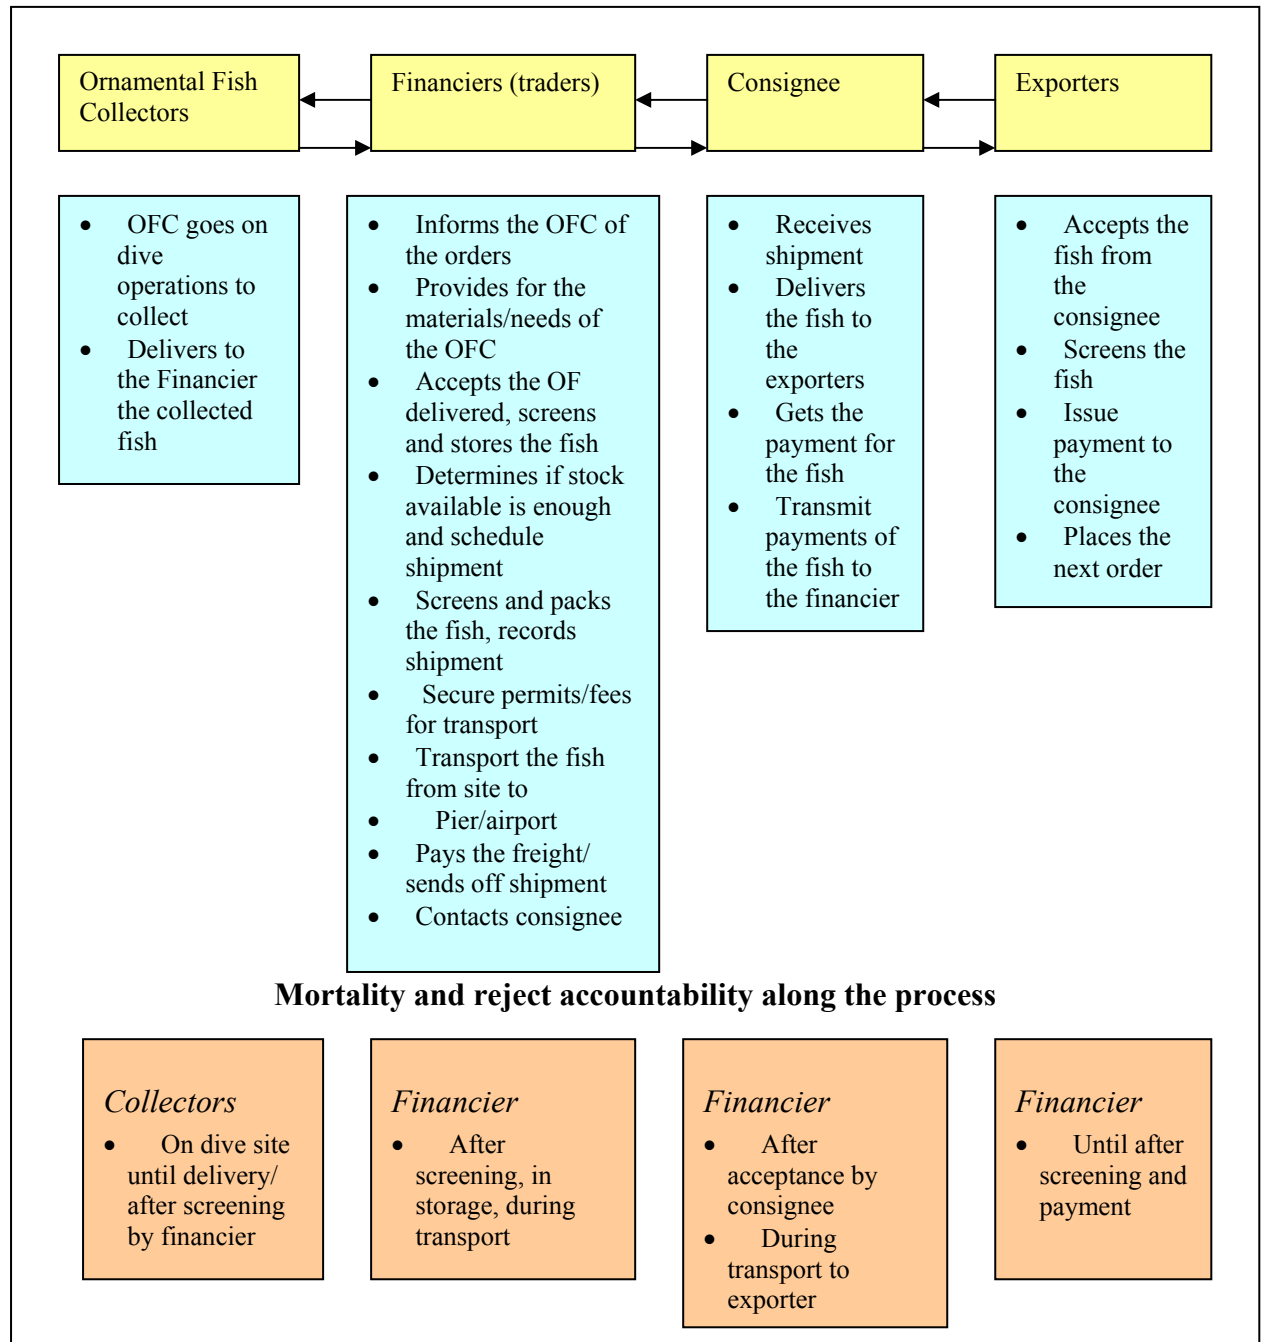 Ornamental Fish
Collectors
Financiers (traders)
Consignee
Exporters
• OFC goes on
dive
operations to
collect
• Delivers to
the Financier
the collected
fish
• Informs the OFC of
the orders
• Provides for the
materials/needs of
the OFC
• Accepts the OF
delivered, screens
and stores the fish
• Determines if stock
available is enough
and schedule
shipment
• Screens and packs
the fish, records
shipment
• Secure permits/fees
for transport
• Transport the fish
from site to
• Pier/airport
• Pays the freight/
sends off shipment
• Contacts consignee
• Receives
shipment
• Delivers
the fish to
the
exporters
• Gets the
payment for
the fish
• Transmit
payments of
the fish to
the financier
• Accepts the
fish from
the
consignee
• Screens the
fish
• Issue
payment to
the
consignee
• Places the
next order
Mortality and reject accountability along the process
Collectors
• On dive site
until delivery/
after screening
by financier
Financier
• After
screening, in
storage, during
transport
Financier
• After
acceptance by
consignee
• During
transport to
exporter
Financier
• Until after
screening and
payment